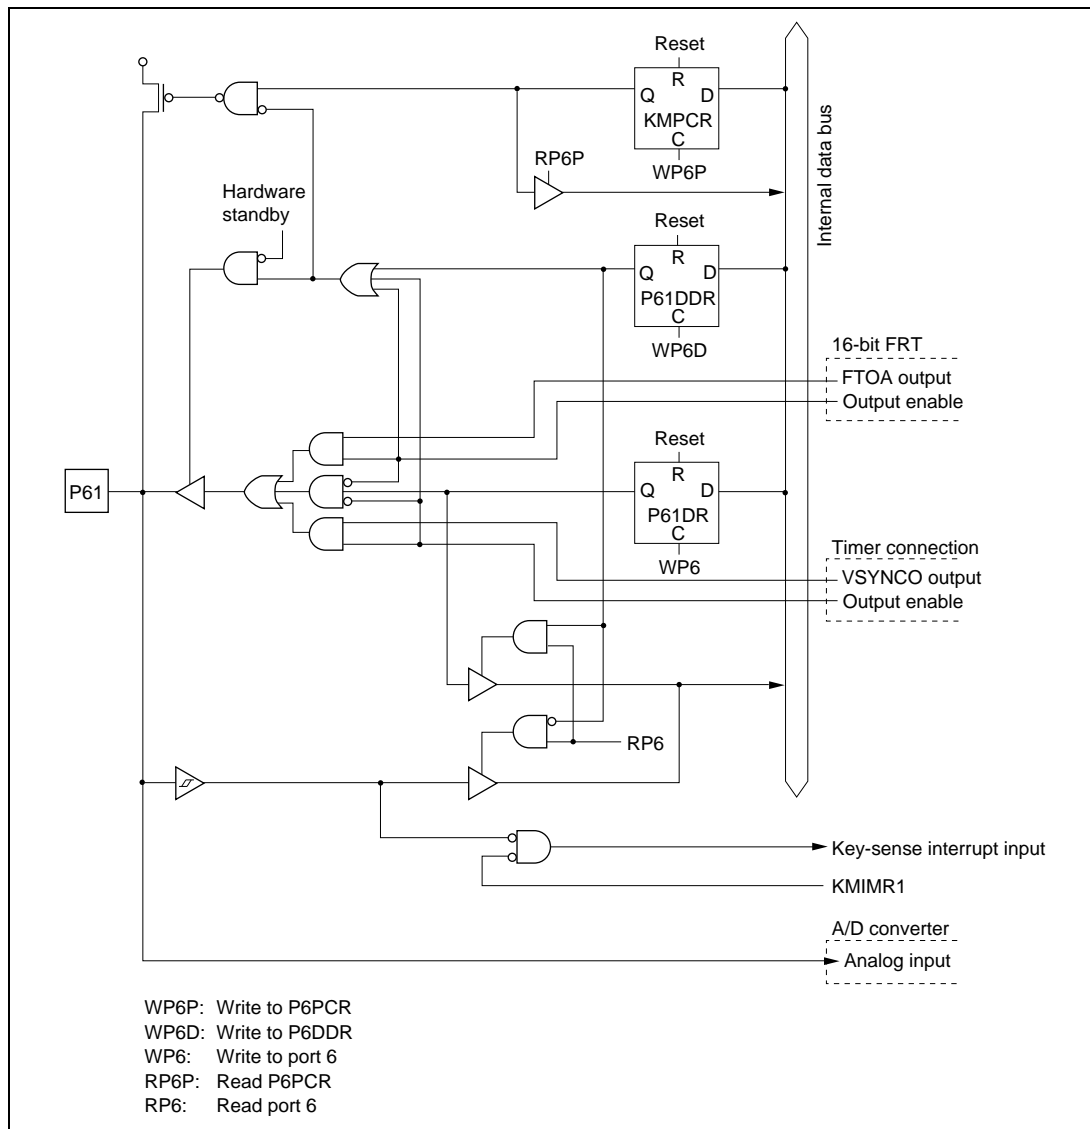 Reset
R
Q D
KMPCR
C
WP6P
RP6P
Internal data bus
Hardware
standby
Reset
R
Q D
P61DDR
C
WP6D
16-bit FRT
FTOA output
Output enable
Reset
R
Q D
P61DR
C
WP6
P61
Timer connection
VSYNCO output
Output enable
RP6
Key-sense interrupt input
KMIMR1
A/D converter
Analog input
WP6P: Write to P6PCR
WP6D: Write to P6DDR
WP6: Write to port 6
RP6P: Read P6PCR
RP6: Read port 6